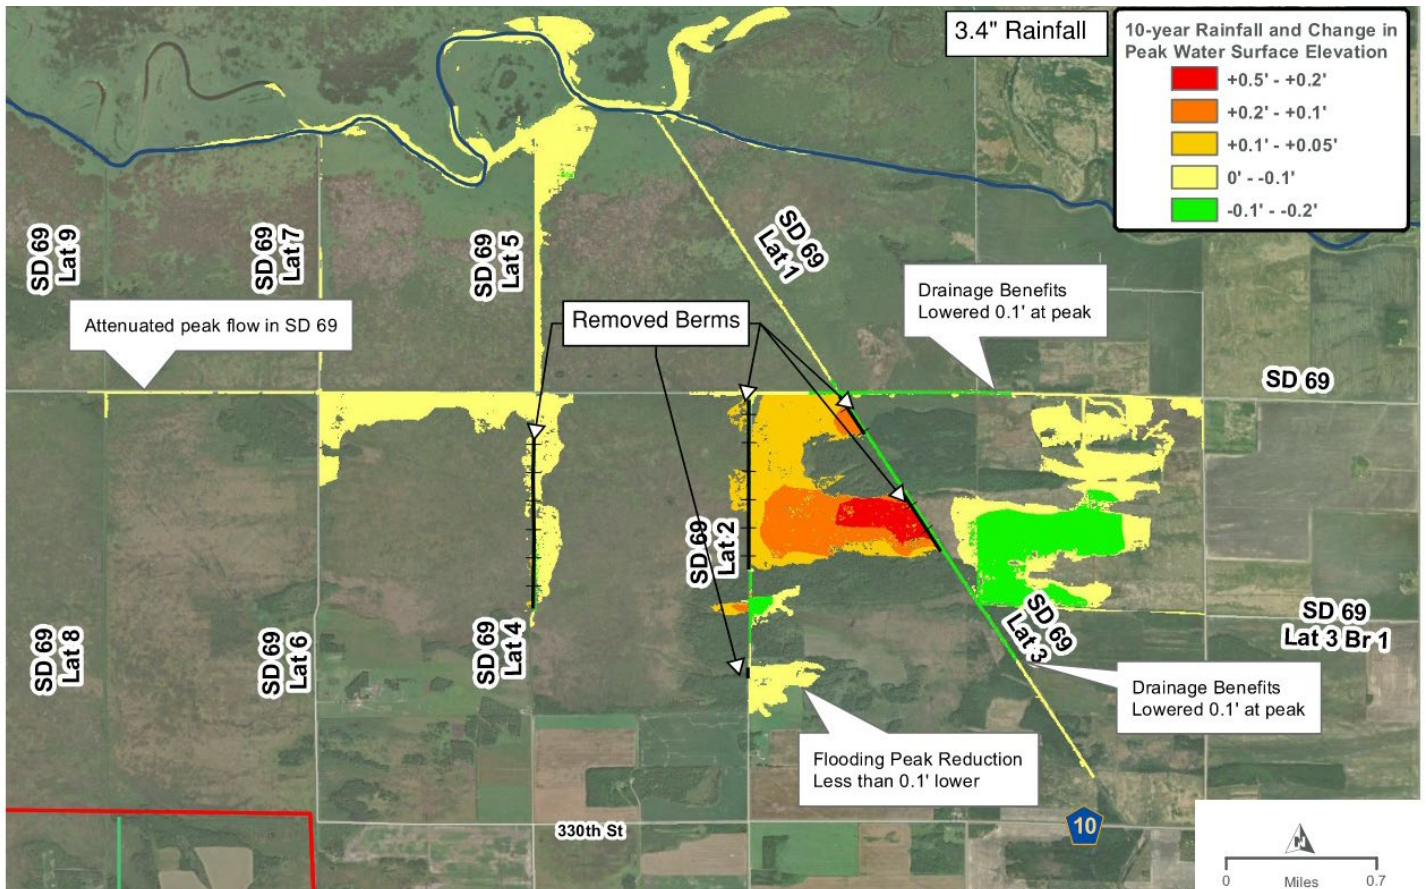 3.4" Rainfall
10-year Rainfall and Change in
Peak Water Surface Elevation
+0.5' - +0.2'
+0.2' - +0.1'
+0.1' - +0.05'
0' - -0.1'
-0.1' - -0.2'
SD 69
Lat 9
SD 69
Lat 7
SD 69
Lat 5
SD 69
Lat 1
Attenuated peak flow in SD 69
Removed Berms
Drainage Benefits
Lowered 0.1' at peak
SD 69
SD 69
Lat 2
SD 69
Lat 8
SD 69
Lat 6
SD 69
Lat 4
SD 69
Lat 3
SD 69
Lat 3 Br 1
Drainage Benefits
Lowered 0.1' at peak
Flooding Peak Reduction
Less than 0.1' lower
330th St
10
0
Miles
0.7